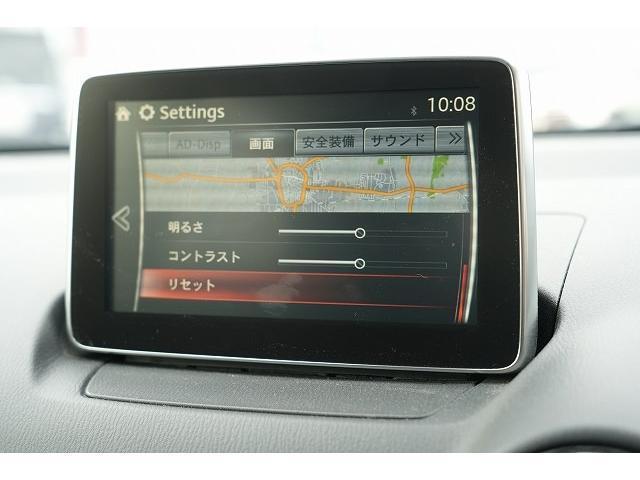 Settings
10:08
AD-Disp 画面 安全装備 サウンド
明るさ
コントラスト
リセット